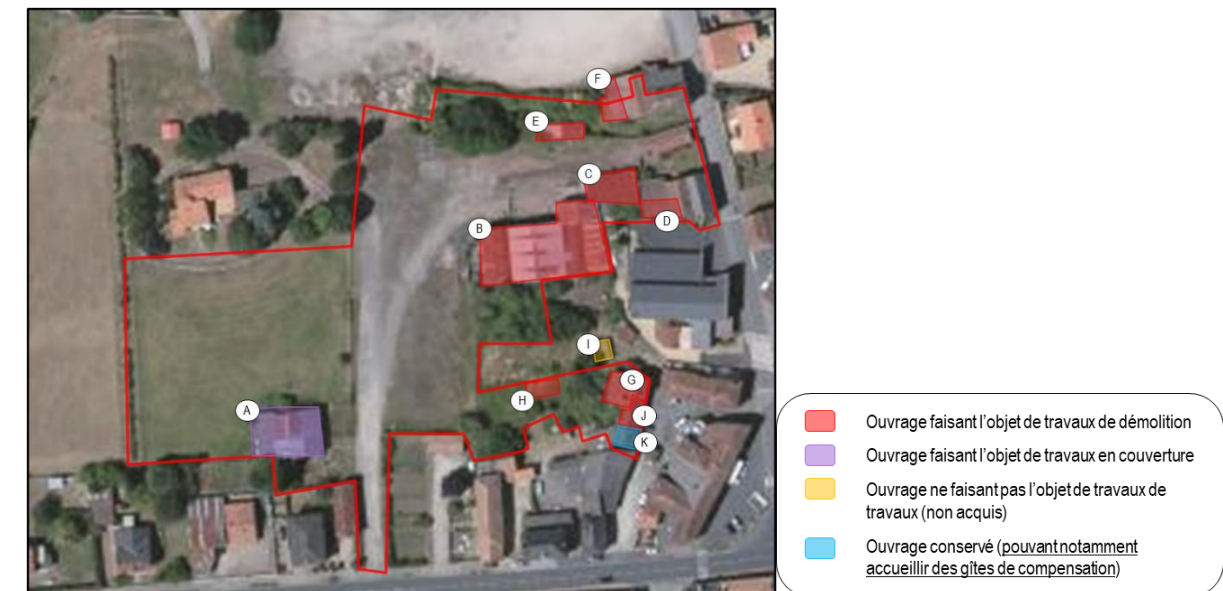 F
E
C
D
B
I
G
H
A
J
K
Ouvrage faisant l'objet de travaux de démolition
Ouvrage faisant l'objet de travaux en couverture
Ouvrage ne faisant pas l'objet de travaux de
travaux (non acquis)
Ouvrage conservé (pouvant notamment
accueillir des gîtes de compensation)